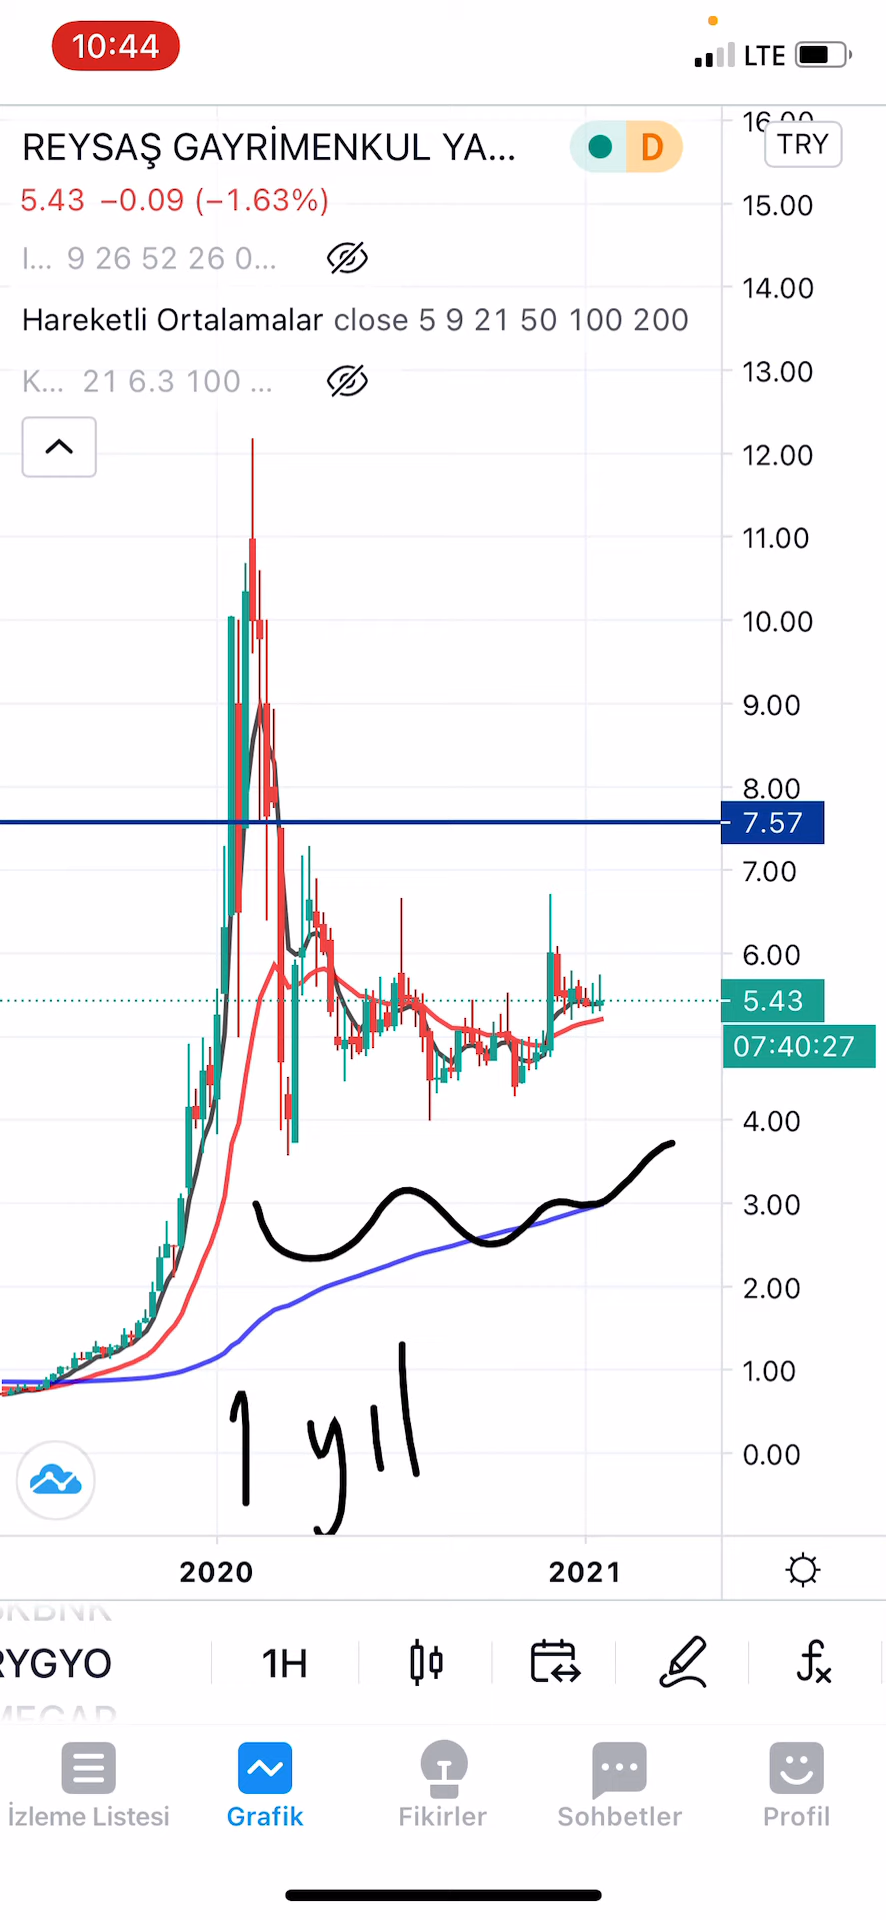 10:44
LTE
REYSAŞ GAYRİMENKUL YA...
D
16.00
TRY
5.43 −0.09 (−1.63%)
15.00
I... 9 26 52 26 0...
14.00
Hareketli Ortalamalar close 5 9 21 50 100 200
13.00
K... 21 6.3 100 ...
12.00
11.00
10.00
9.00
8.00
7.57
7.00
6.00
5.43
07:40:27
4.00
3.00
2.00
1.00
0.00
1 yıl
2020 2021
RYGYO 1H
İzleme Listesi Grafik Fikirler Sohbetler Profil